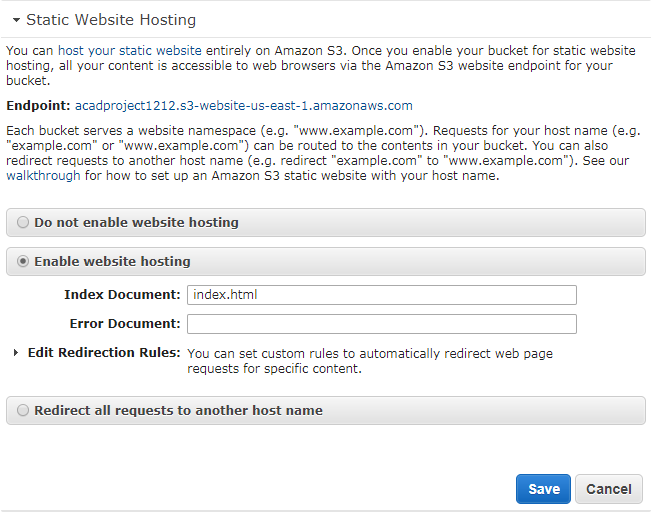 Static Website Hosting
You can host your static website entirely on Amazon S3. Once you enable your bucket for static website
hosting, all your content is accessible to web browsers via the Amazon S3 website endpoint for your
bucket.
Endpoint: acadproject1212.s3-website-us-east-1.amazonaws.com
Each bucket serves a website namespace (e.g. "www.example.com"). Requests for your host name (e.g.
"example.com" or "www.example.com") can be routed to the contents in your bucket. You can also
redirect requests to another host name (e.g. redirect "example.com" to "www.example.com"). See our
walkthrough for how to set up an Amazon S3 static website with your host name.
Do not enable website hosting
Enable website hosting
Index Document: index.html
Error Document:
Edit Redirection Rules: You can set custom rules to automatically redirect web page
requests for specific content.
Redirect all requests to another host name
Save Cancel